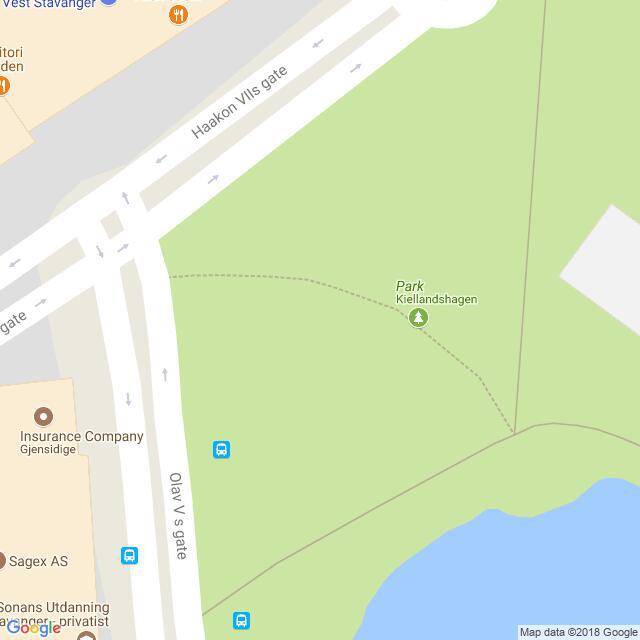 Vest Stavanger
Haakon VIIs gate
gate
Park
Kiellandshagen
Insurance Company
Gjensidige
Olav V s gate
Sagex AS
Sonans Utdanning
privatist
Google
Map data ©2018 Google